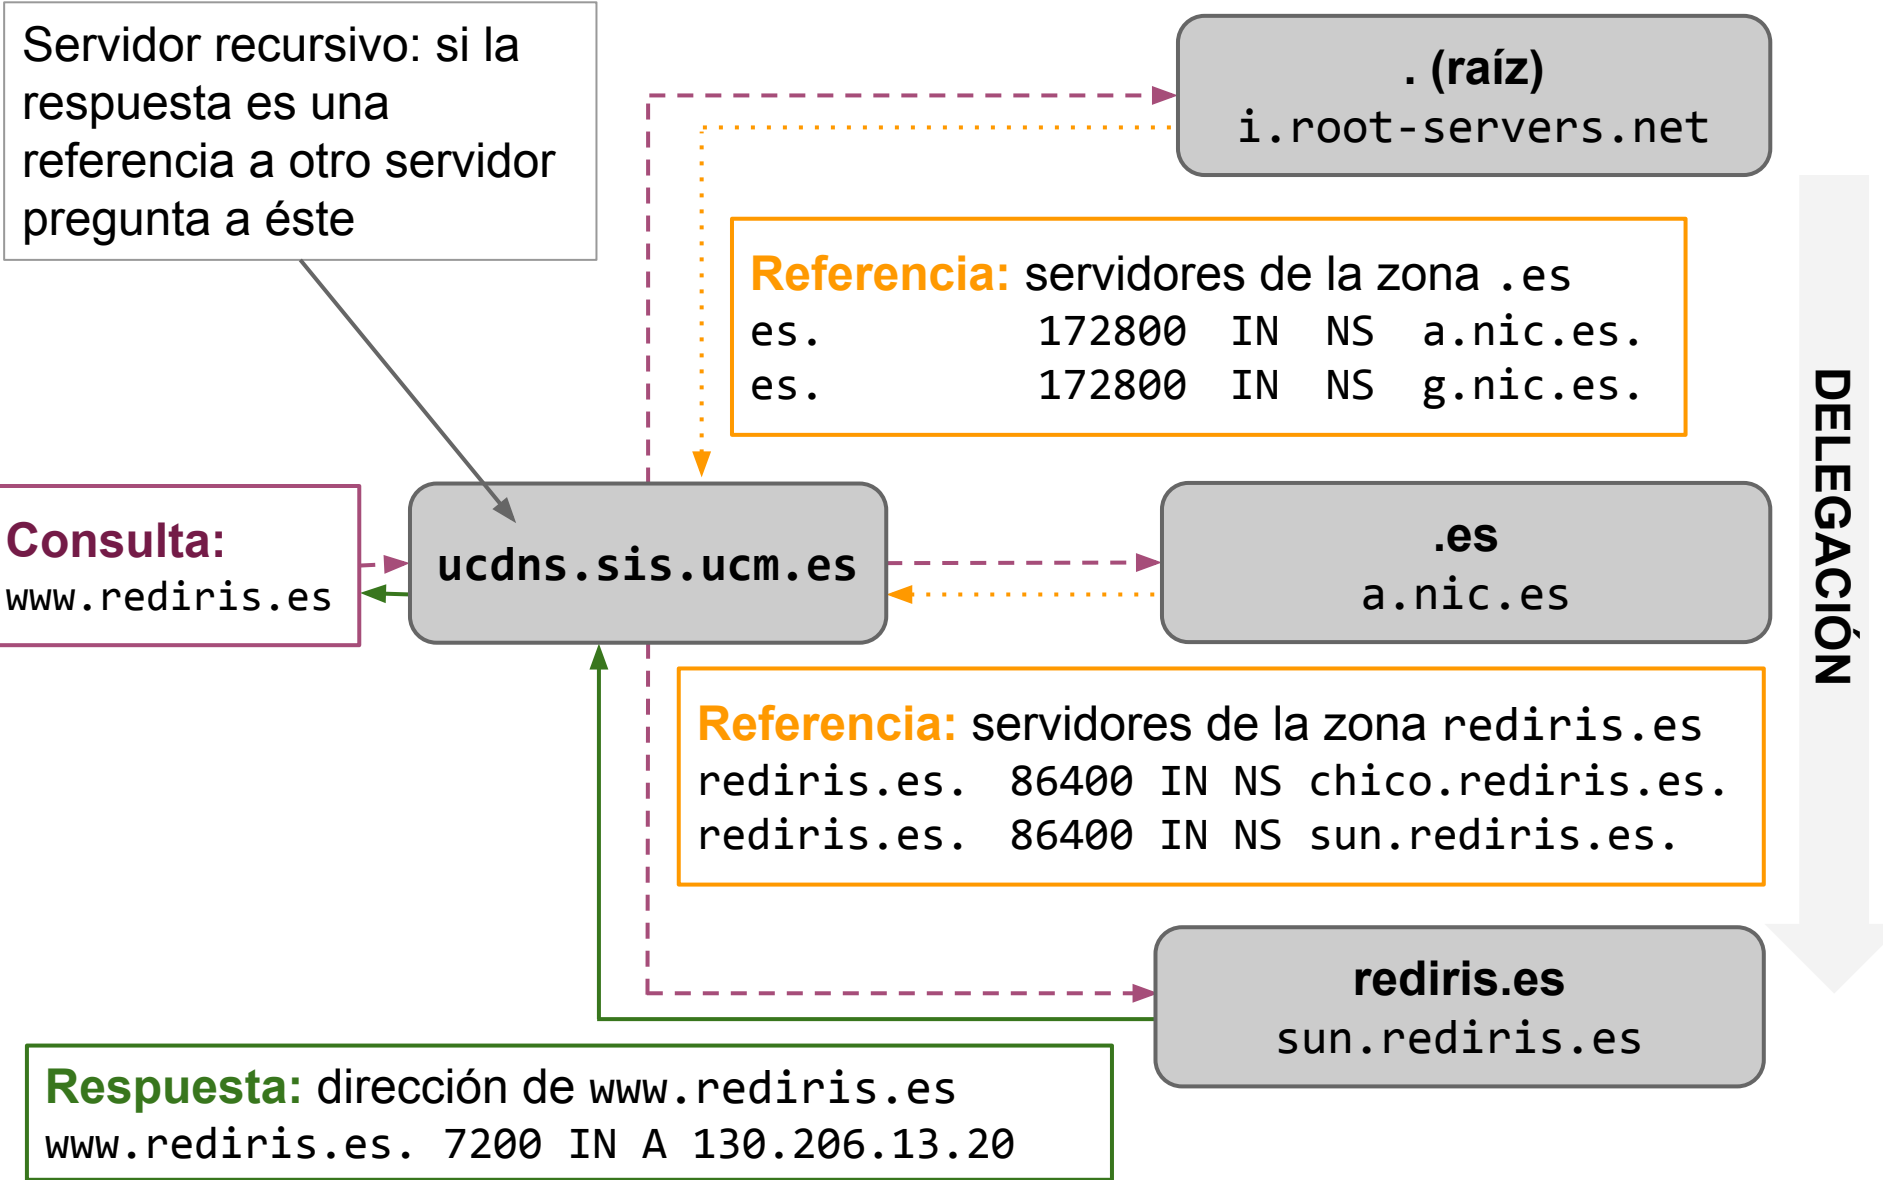 Servidor recursivo: si la
respuesta es una
referencia a otro servidor
pregunta a éste
. (raíz)
i.root-servers.net
Referencia: servidores de la zona .es
es. 172800 IN NS a.nic.es.
es. 172800 IN NS g.nic.es.
DELEGACIÓN
Consulta:
www.rediris.es
ucdns.sis.ucm.es
.es
a.nic.es
Referencia: servidores de la zona rediris.es
rediris.es. 86400 IN NS chico.rediris.es.
rediris.es. 86400 IN NS sun.rediris.es.
rediris.es
sun.rediris.es
Respuesta: dirección de www.rediris.es
www.rediris.es. 7200 IN A 130.206.13.20